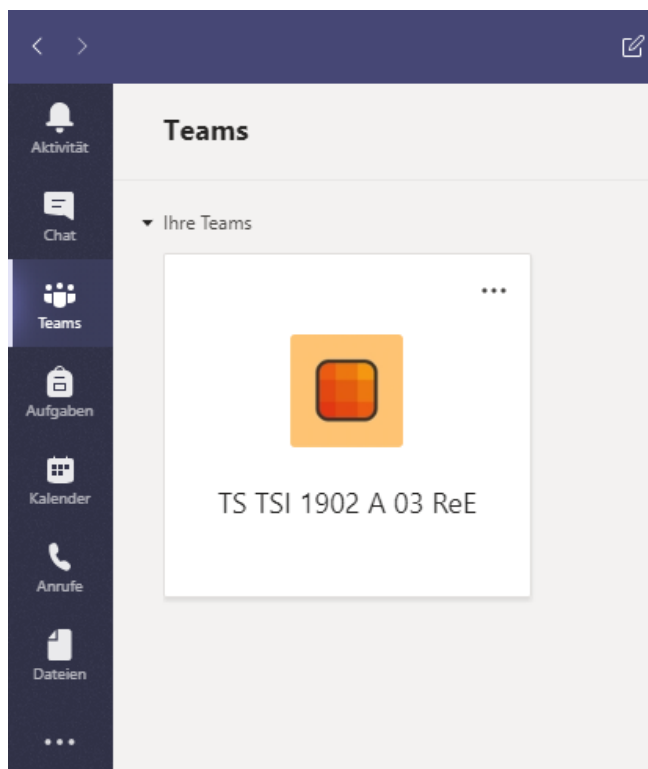 Aktivität
Chat
Teams
Aufgaben
Kalender
Anrufe
Dateien
Teams
Ihre Teams
TS TSI 1902 A 03 ReE